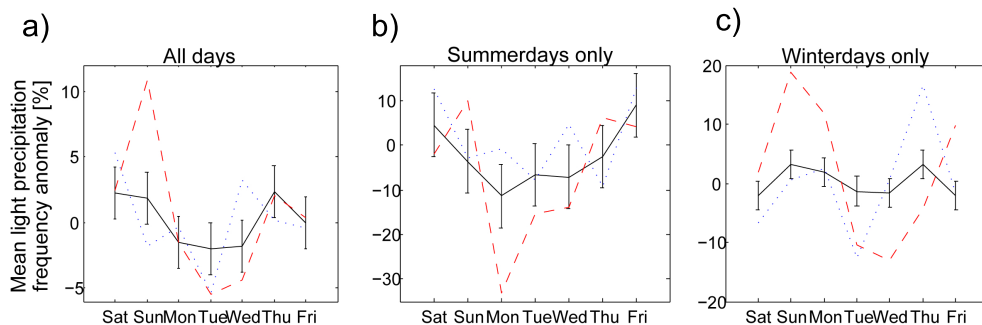 a)
All days
Mean light precipitation
frequency anomaly [%]
10
5
0
−5
Sat Sun Mon Tue Wed Thu Fri
b)
Summerdays only
10
0
−10
−20
−30
Sat Sun Mon Tue Wed Thu Fri
c)
Winterdays only
20
10
0
−10
−20
Sat Sun Mon Tue Wed Thu Fri